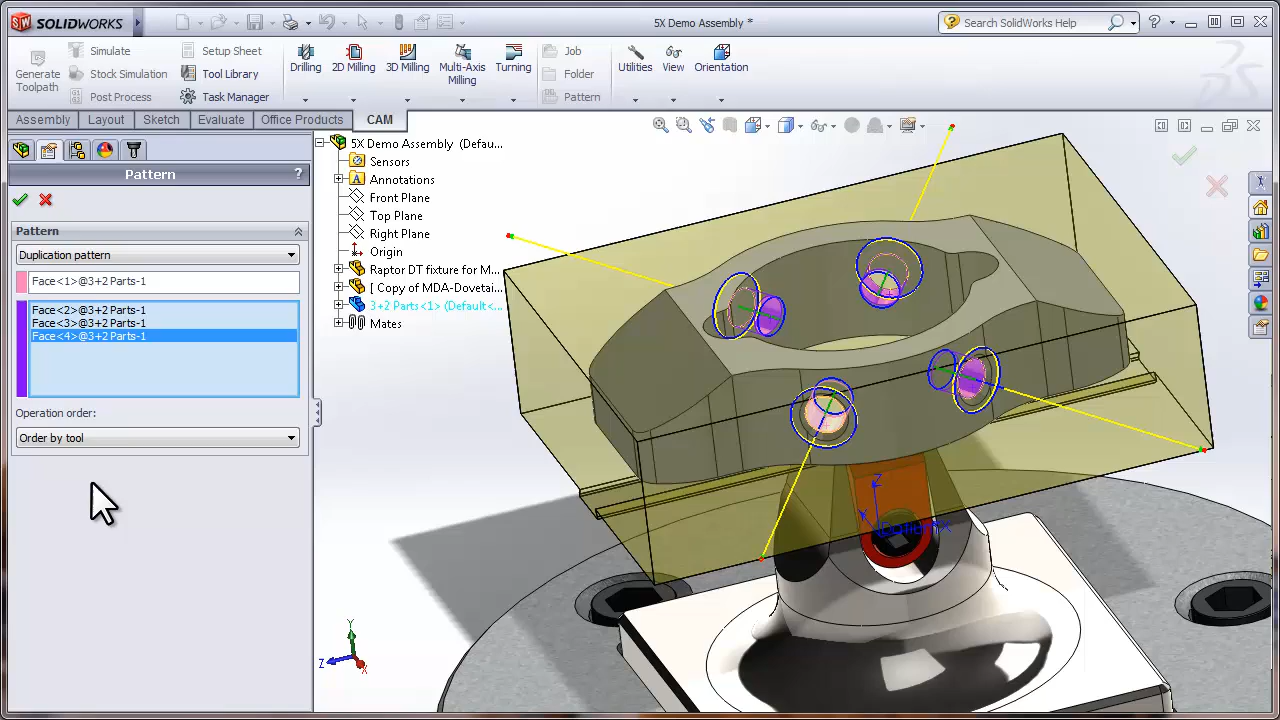 SOLIDWORKS
5X Demo Assembly *
Search SolidWorks Help
?
Generate Toolpath
Simulate
Stock Simulation
Post Process
Setup Sheet
Tool Library
Task Manager
Drilling
2D Milling
3D Milling
Multi-Axis Milling
Turning
Job
Folder
Pattern
Utilities
View
Orientation
Assembly
Layout
Sketch
Evaluate
Office Products
CAM
Pattern
?
Pattern
Duplication pattern
Face<1>@3+2 Parts-1
Face<2>@3+2 Parts-1
Face<3>@3+2 Parts-1
Face<4>@3+2 Parts-1
Operation order:
Order by tool
5X Demo Assembly (Defau...
Sensors
Annotations
Front Plane
Top Plane
Right Plane
Origin
Raptor DT fixture for M...
[ Copy of MDA-Dovetai...
3+2 Parts<1> (Default<...
Mates
Z
Y
X
Y
Z
X